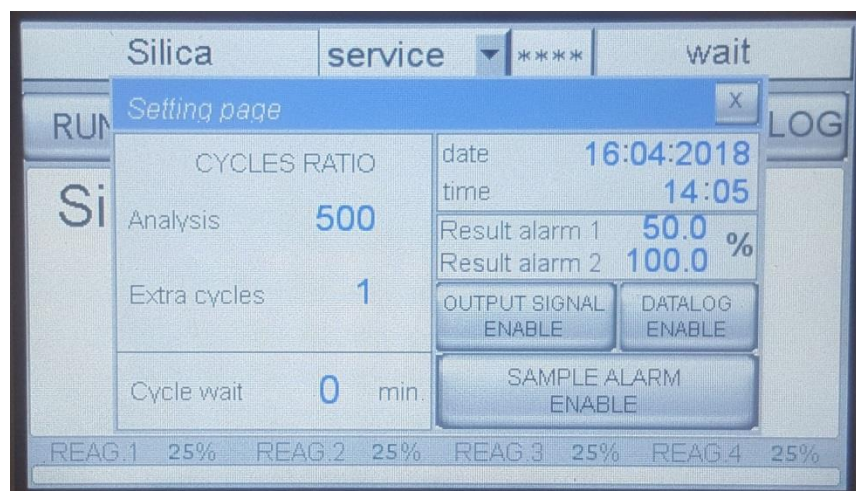 Silica service **** wait
RUN
Setting page X
LOG
Si
CYCLES RATIO
Analysis 500
Extra cycles 1
Cycle wait 0 min.
date 16:04:2018
time 14:05
Result alarm 1 50.0 %
Result alarm 2 100.0
OUTPUT SIGNAL
ENABLE
DATALOG
ENABLE
SAMPLE ALARM
ENABLE
REAG.1 25% REAG.2 25% REAG.3 25% REAG.4 25%